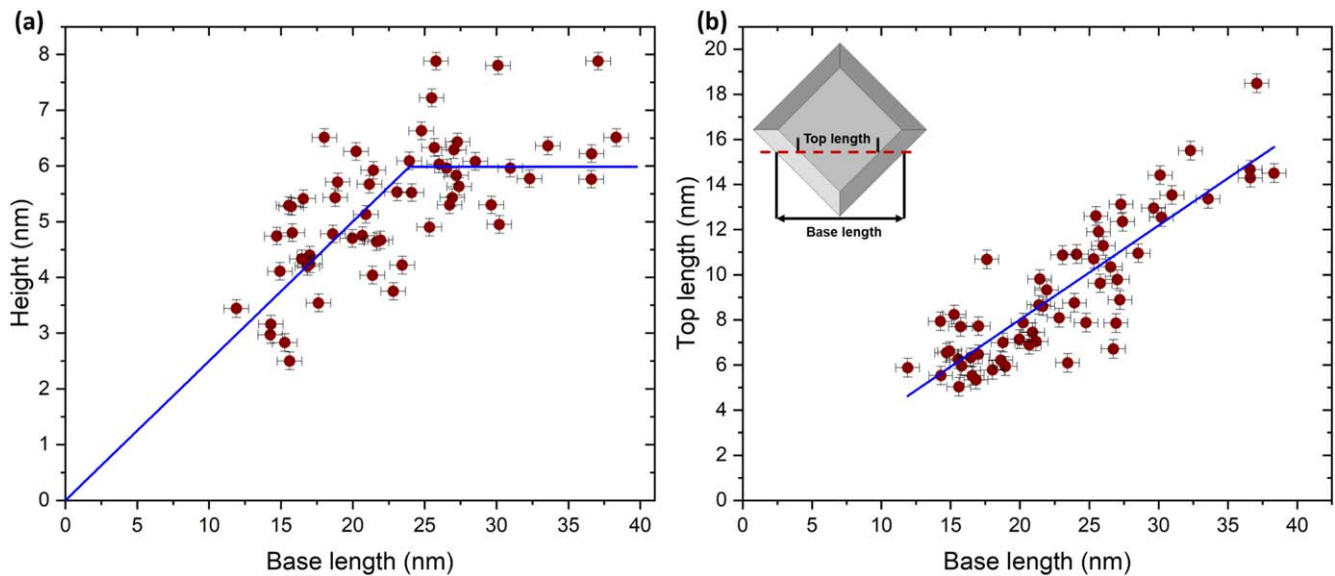 (a)
8
7
6
5
4
3
2
1
0
Height (nm)
0 5 10 15 20 25 30 35 40
Base length (nm)
(b)
20
18
16
14
12
10
8
6
4
2
0
Top length (nm)
Top length
Base length
0 5 10 15 20 25 30 35 40
Base length (nm)